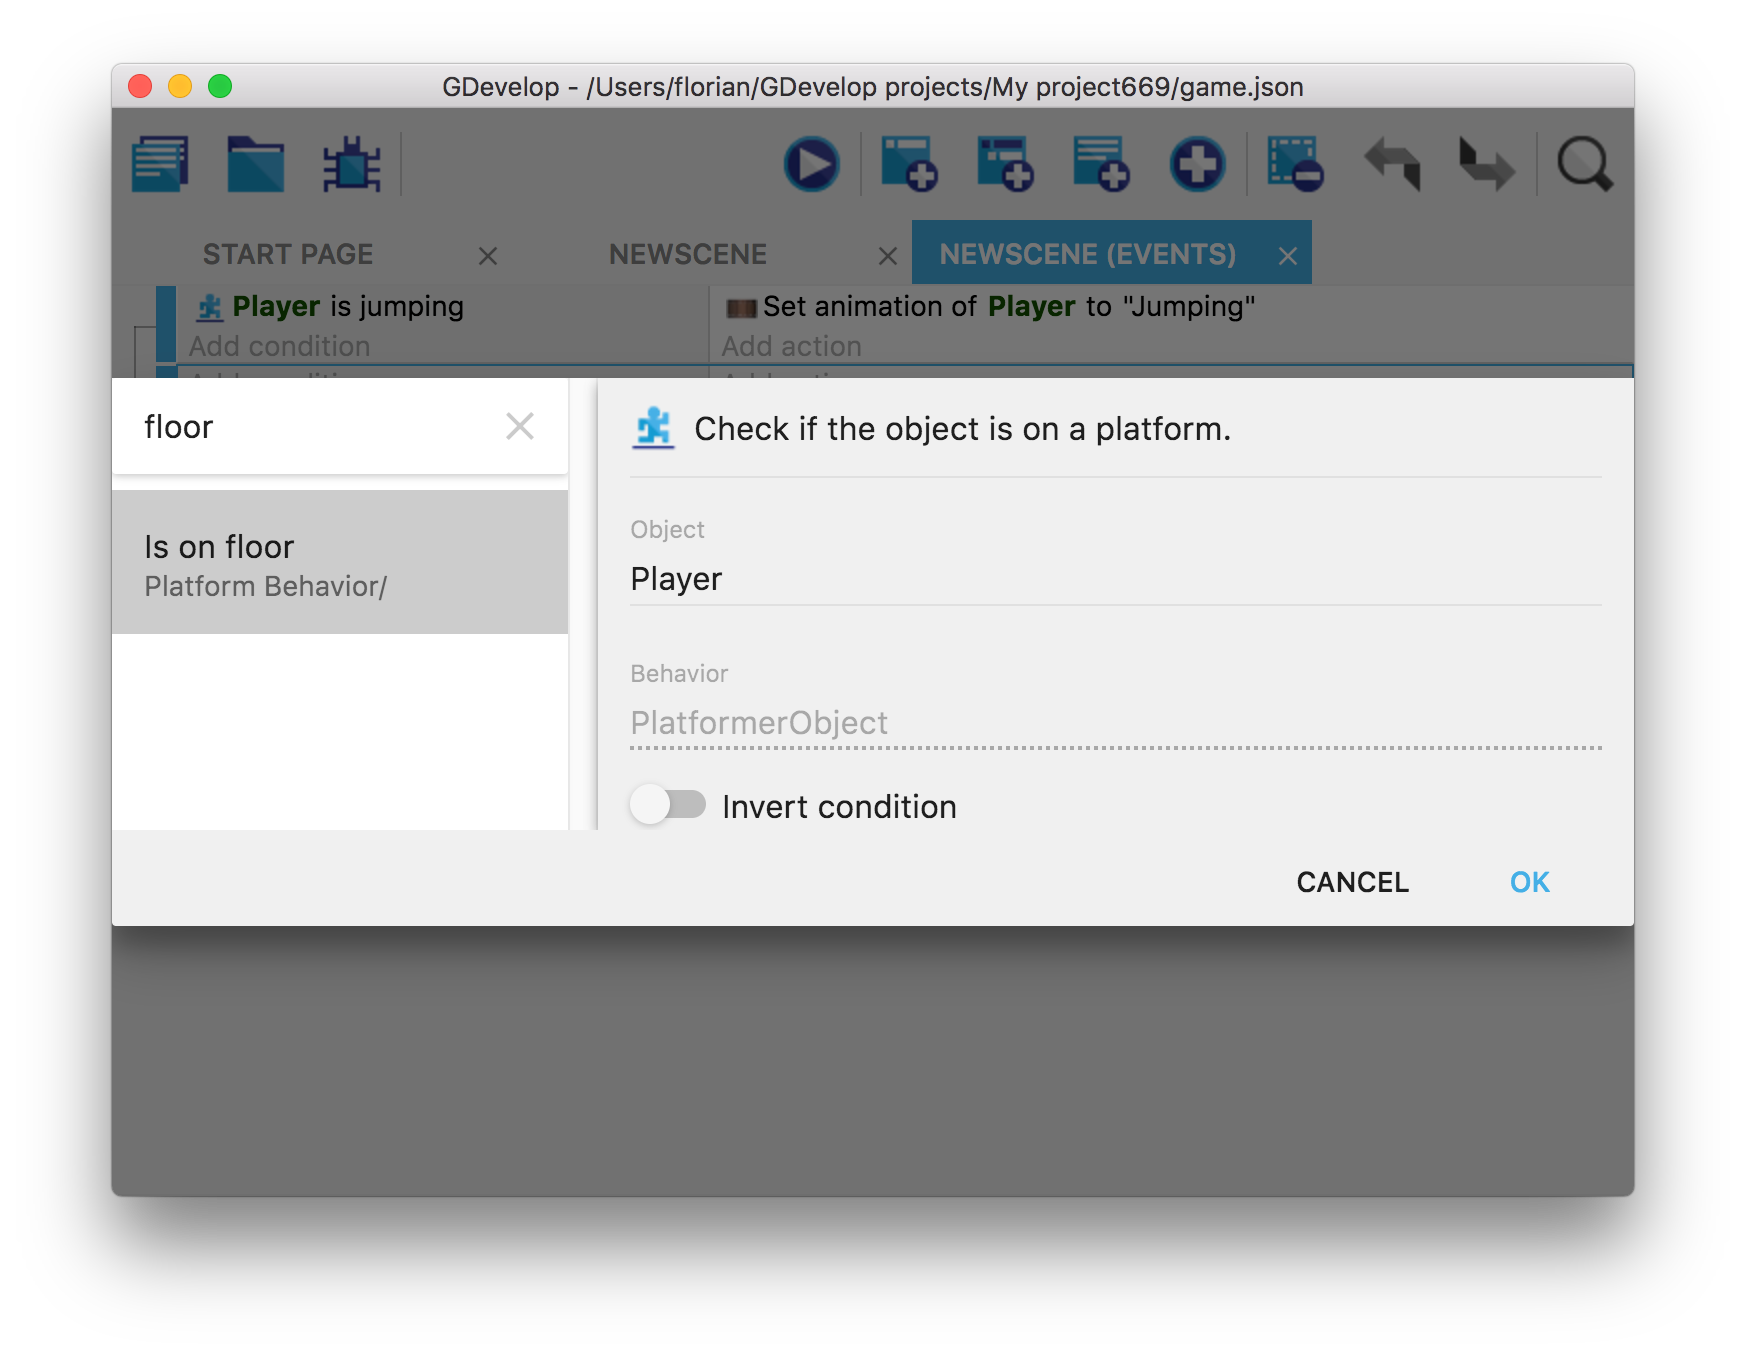 GDevelop - /Users/florian/GDevelop projects/My project669/game.json
START PAGE
NEWSCENE
NEWSCENE (EVENTS)
Player is jumping
Set animation of Player to "Jumping"
Add condition
Add action
floor
Check if the object is on a platform.
Is on floor
Platform Behavior/
Object
Player
Behavior
PlatformerObject
Invert condition
CANCEL
OK